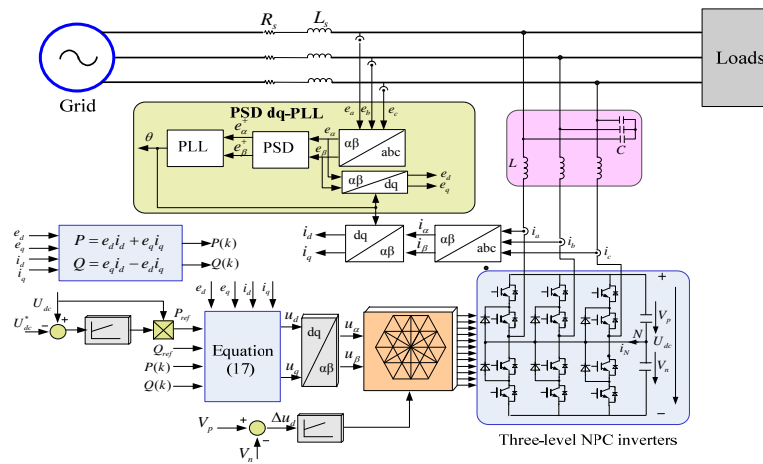 R_s L_s
Loads
Grid
PSD dq-PLL
e_a e_b e_c
θ
PLL
e_α^+
e_β^+
PSD
e_α
e_β
αβ
abc
αβ
dq
e_d
e_q
L
C
i_d
i_q
dq
αβ
i_α
i_β
αβ
abc
i_a
i_b
i_c
e_d
e_q
i_d
i_q
P = e_d i_d + e_q i_q
Q = e_q i_d − e_d i_q
P(k)
Q(k)
U_dc
U_dc^*
−
+
P_ref
Q_ref
P(k)
Q(k)
e_d e_q i_d i_q
Equation
(17)
u_d
u_q
dq
αβ
u_α
u_β
V_p
+
−
V_n
Δu_d
+
V_p
N
i_N
U_dc
V_n
−
Three-level NPC inverters